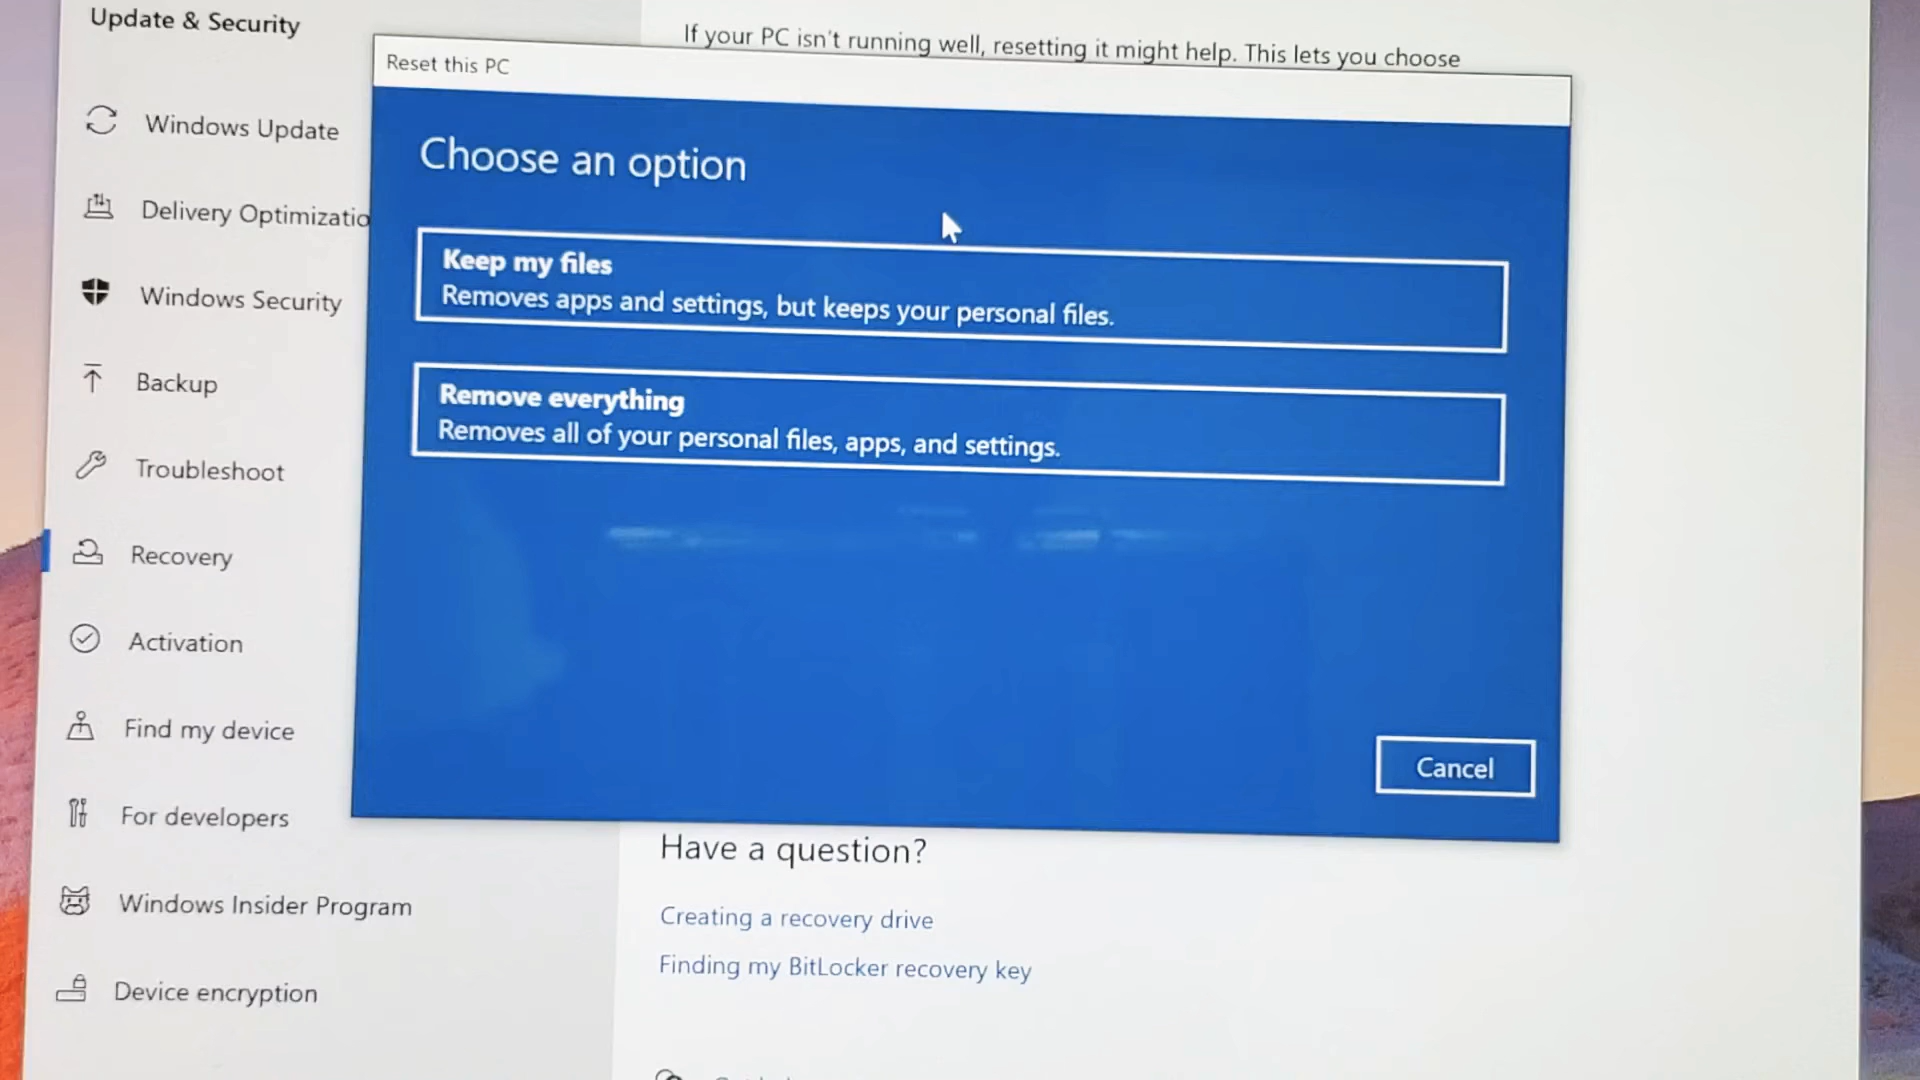 Update & Security
If your PC isn't running well, resetting it might help. This lets you choose
Reset this PC
Windows Update
Choose an option
Delivery Optimizatio
Keep my files
Removes apps and settings, but keeps your personal files.
Windows Security
Backup
Remove everything
Removes all of your personal files, apps, and settings.
Troubleshoot
Recovery
Activation
Find my device
Cancel
For developers
Have a question?
Windows Insider Program
Creating a recovery drive
Finding my BitLocker recovery key
Device encryption